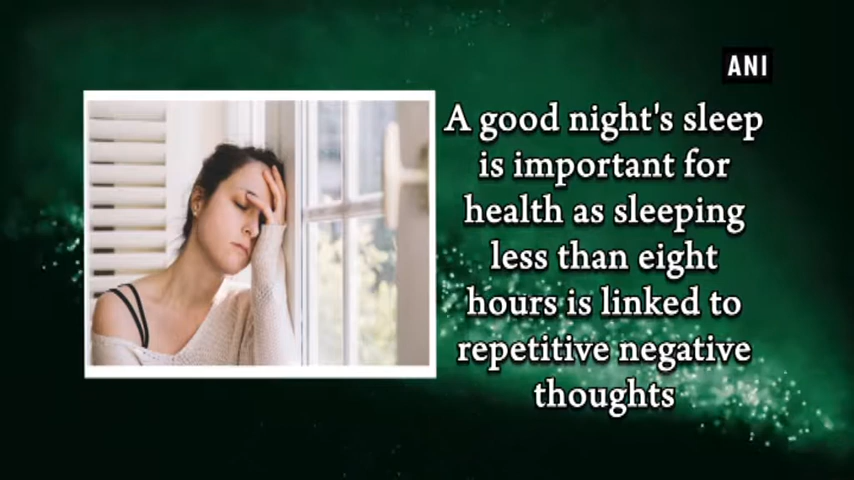 ANI
A good night's sleep
is important for
health as sleeping
less than eight
hours is linked to
repetitive negative
thoughts